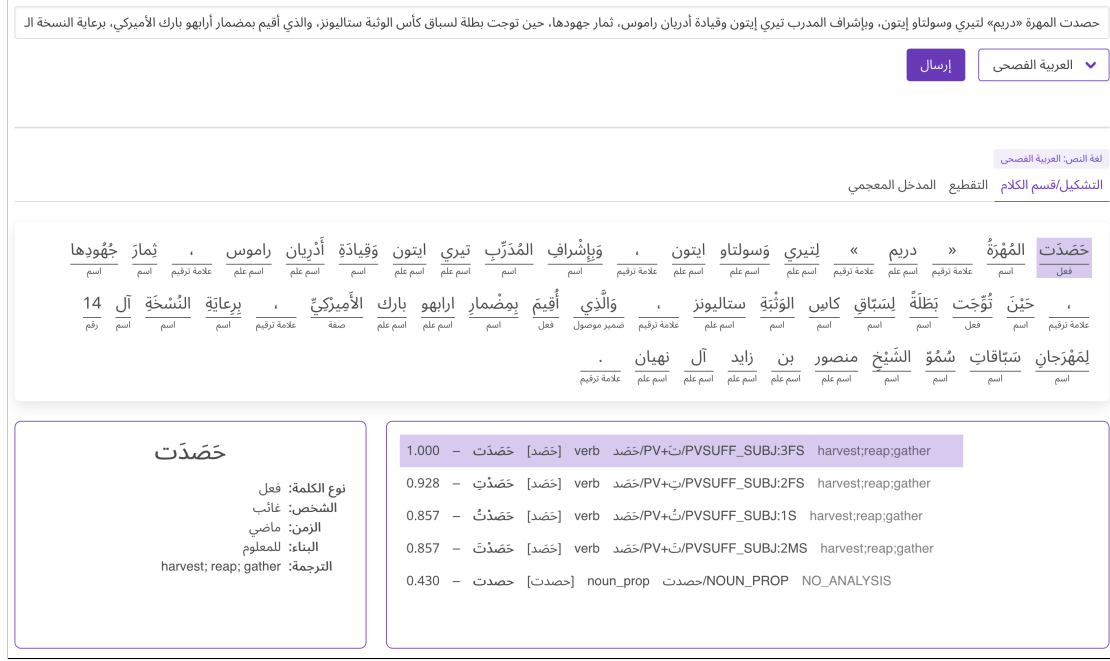 حصدت المهرة «دريم» لتيري وسولتاو إيتون، وبإشراف المدرب تيري إيتون وقيادة أدريان راموس، ثمار جهودها، حين توجت بطلة لسباق كأس الوثبة ستاليونز، والذي أقيم بمضمار أرابهو بارك الأميركي، برعاية النسخة الـ
العربية الفصحى
إرسال
لغة النص: العربية الفصحى
التشكيل/قسم الكلام التقطيع المدخل المعجمي
حَصَدَت المُهْرَةُ « دريم » لِتيري وَسولتاو ايتون ، وَبِإِشْرافِ المُدَرِّبِ تيري ايتون وَقِيادَةِ أَدْرِيان راموس ، ثِمارَ جُهُودِها
فعل اسم علامة ترقيم اسم علم علامة ترقيم اسم علم اسم علم اسم علم علامة ترقيم اسم اسم اسم علم اسم علم اسم اسم علم اسم علم علامة ترقيم اسم اسم
، حَيْنَ تُوِّجَت بَطَلَةً لِسَبّاقِ كاسِ الوَثْبَةِ ستاليونز ، وَالَّذِي أُقِيمَ بِمِضْمارِ ارابهو بارك الأَمِيْرْكِيِّ ، بِرِعايَةِ النُسْخَةِ آل 14
علامة ترقيم اسم فعل اسم اسم اسم اسم اسم علم علامة ترقيم ضمير موصول فعل اسم اسم علم اسم علم صفة علامة ترقيم اسم اسم اسم رقم
لِمَهْرَجانِ سَبّاقاتِ سُمُوّ الشَيْخِ منصور بن زايد آل نهيان .
اسم اسم اسم اسم اسم علم اسم علم اسم علم اسم علم اسم علم علامة ترقيم
حَصَدَت
نوع الكلمة: فعل
الشخص: غائب
الزمن: ماضي
البناء: للمعلوم
الترجمة: harvest; reap; gather
1.000 – حَصَدَت [حَصَد] verb حَصَد/PV+ت/PVSUFF_SUBJ:3FS harvest;reap;gather
0.928 – حَصَدْتِ [حَصَد] verb حَصَد/PV+تِ/PVSUFF_SUBJ:2FS harvest;reap;gather
0.857 – حَصَدْتُ [حَصَد] verb حَصَد/PV+تُ/PVSUFF_SUBJ:1S harvest;reap;gather
0.857 – حَصَدْتَ [حَصَد] verb حَصَد/PV+تَ/PVSUFF_SUBJ:2MS harvest;reap;gather
0.430 – حصدت [حصدت] noun_prop حصدت/NOUN_PROP NO_ANALYSIS